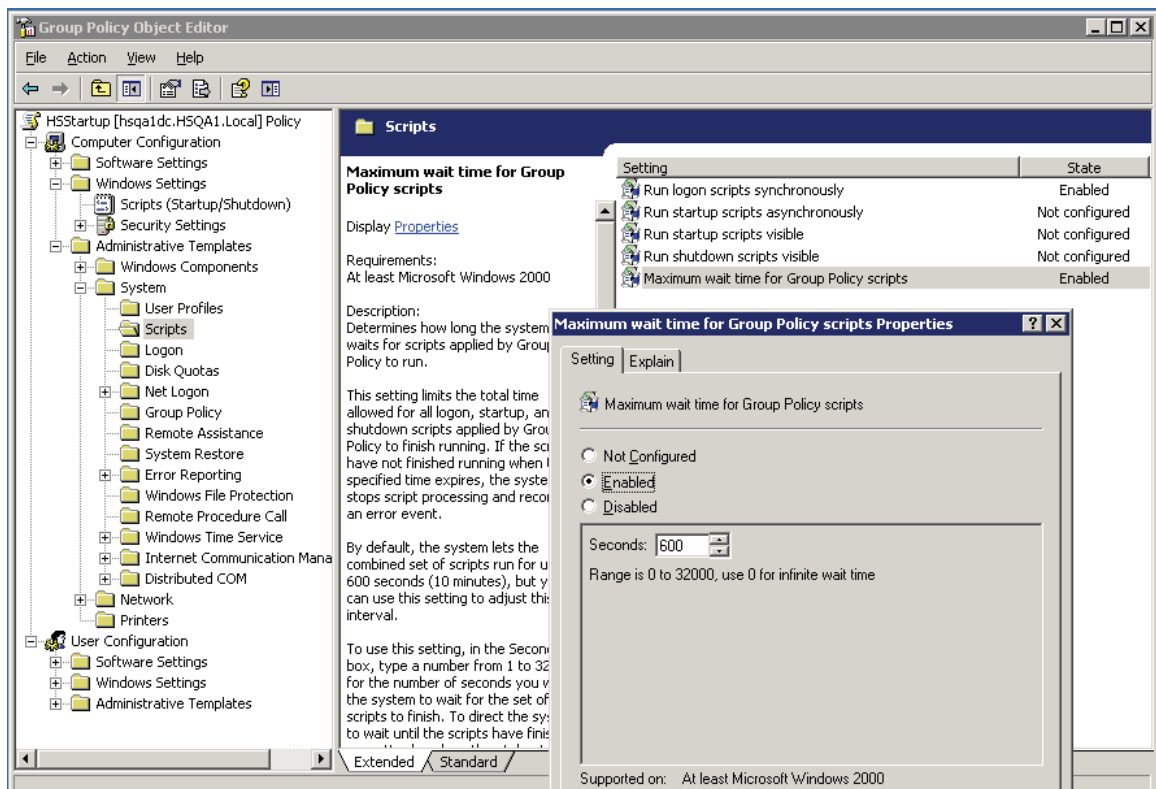 Group Policy Object Editor
File Action View Help
HSStartup [hsqa1dc.HSQA1.Local] Policy
Computer Configuration
Software Settings
Windows Settings
Scripts (Startup/Shutdown)
Security Settings
Administrative Templates
Windows Components
System
User Profiles
Scripts
Logon
Disk Quotas
Net Logon
Group Policy
Remote Assistance
System Restore
Error Reporting
Windows File Protection
Remote Procedure Call
Windows Time Service
Internet Communication Mana
Distributed COM
Network
Printers
User Configuration
Software Settings
Windows Settings
Administrative Templates
Scripts
Maximum wait time for Group
Policy scripts
Display Properties
Requirements:
At least Microsoft Windows 2000
Description:
Determines how long the system
waits for scripts applied by Group
Policy to run.
This setting limits the total time
allowed for all logon, startup, an
shutdown scripts applied by Grou
Policy to finish running. If the scr
have not finished running when
specified time expires, the syste
stops script processing and recor
an error event.
By default, the system lets the
combined set of scripts run for u
600 seconds (10 minutes), but y
can use this setting to adjust this
interval.
To use this setting, in the Secon
box, type a number from 1 to 32
for the number of seconds you w
the system to wait for the set of
scripts to finish. To direct the sys
to wait until the scripts have finis
Extended Standard
Setting State
Run logon scripts synchronously Enabled
Run startup scripts asynchronously Not configured
Run startup scripts visible Not configured
Run shutdown scripts visible Not configured
Maximum wait time for Group Policy scripts Enabled
Maximum wait time for Group Policy scripts Properties
Setting Explain
Maximum wait time for Group Policy scripts
Not Configured
Enabled
Disabled
Seconds: 600
Range is 0 to 32000, use 0 for infinite wait time
Supported on: At least Microsoft Windows 2000